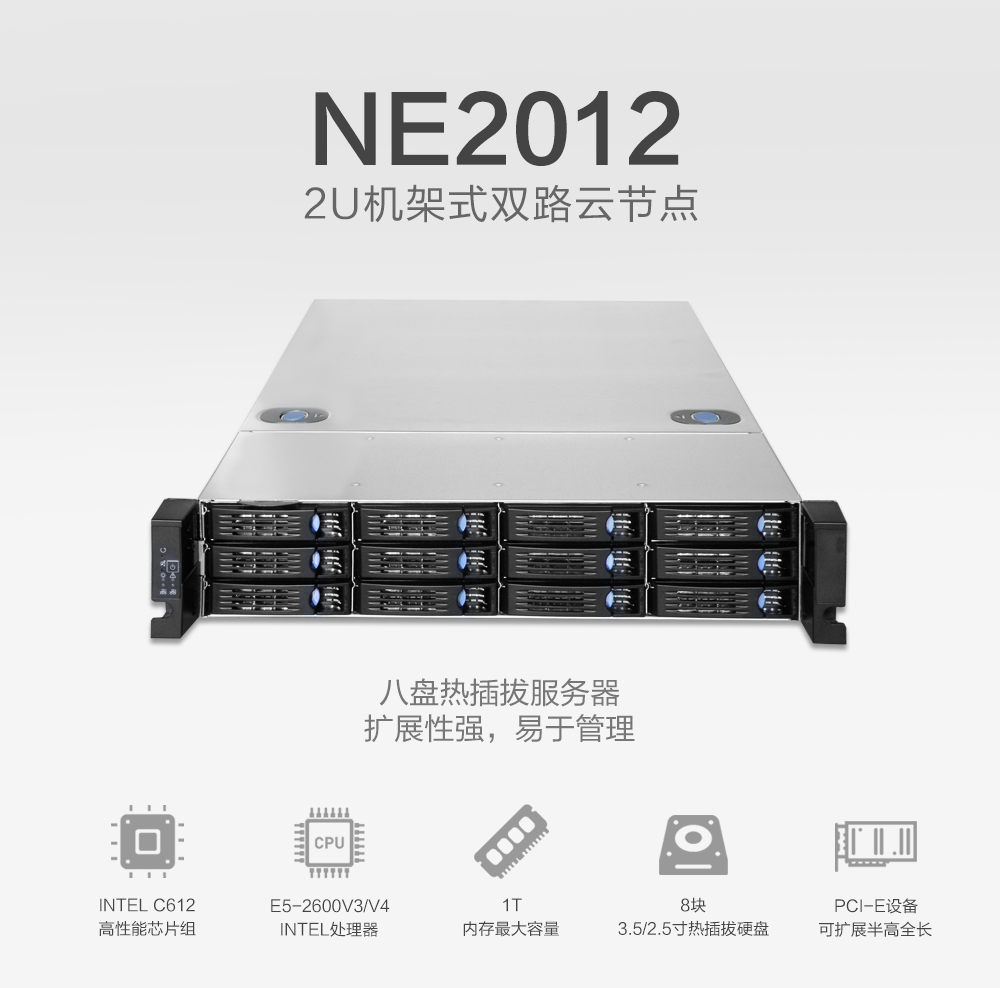 NE2012
2U机架式双路云节点
八盘热插拔服务器
扩展性强，易于管理
CPU
INTEL C612
高性能芯片组
E5-2600V3/V4
INTEL处理器
1T
内存最大容量
8块
3.5/2.5寸热插拔硬盘
PCI-E设备
可扩展半高全长